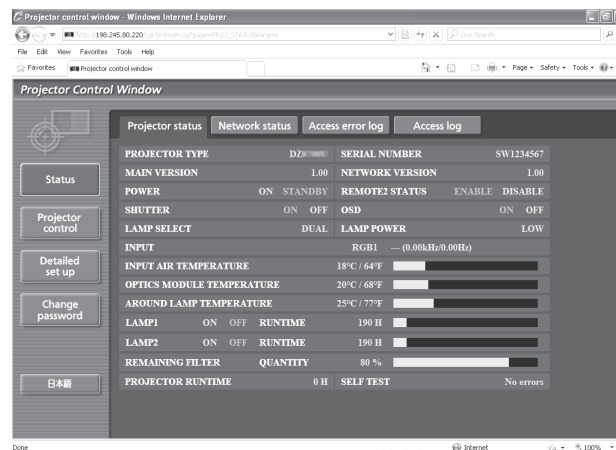 Projector control window - Windows Internet Explorer
Live Search
File Edit View Favorites Tools Help
Favorites Projector control window Page Safety Tools
Projector Control Window
Projector status Network status Access error log Access log
Status
Projector control
Detailed set up
Change password
日本語
PROJECTOR TYPE SERIAL NUMBER SW1234567
MAIN VERSION 1.00 NETWORK VERSION 1.00
POWER ON STANDBY REMOTE2 STATUS ENABLE DISABLE
SHUTTER ON OFF OSD ON OFF
LAMP SELECT DUAL LAMP POWER LOW
INPUT RGB1 — (0.00kHz/0.00Hz)
INPUT AIR TEMPERATURE 18°C / 64°F
OPTICS MODULE TEMPERATURE 20°C / 68°F
AROUND LAMP TEMPERATURE 25°C / 77°F
LAMP1 ON OFF RUNTIME 190 H
LAMP2 ON OFF RUNTIME 190 H
REMAINING FILTER QUANTITY 80 %
PROJECTOR RUNTIME 0 H SELF TEST No errors
Done Internet 100%